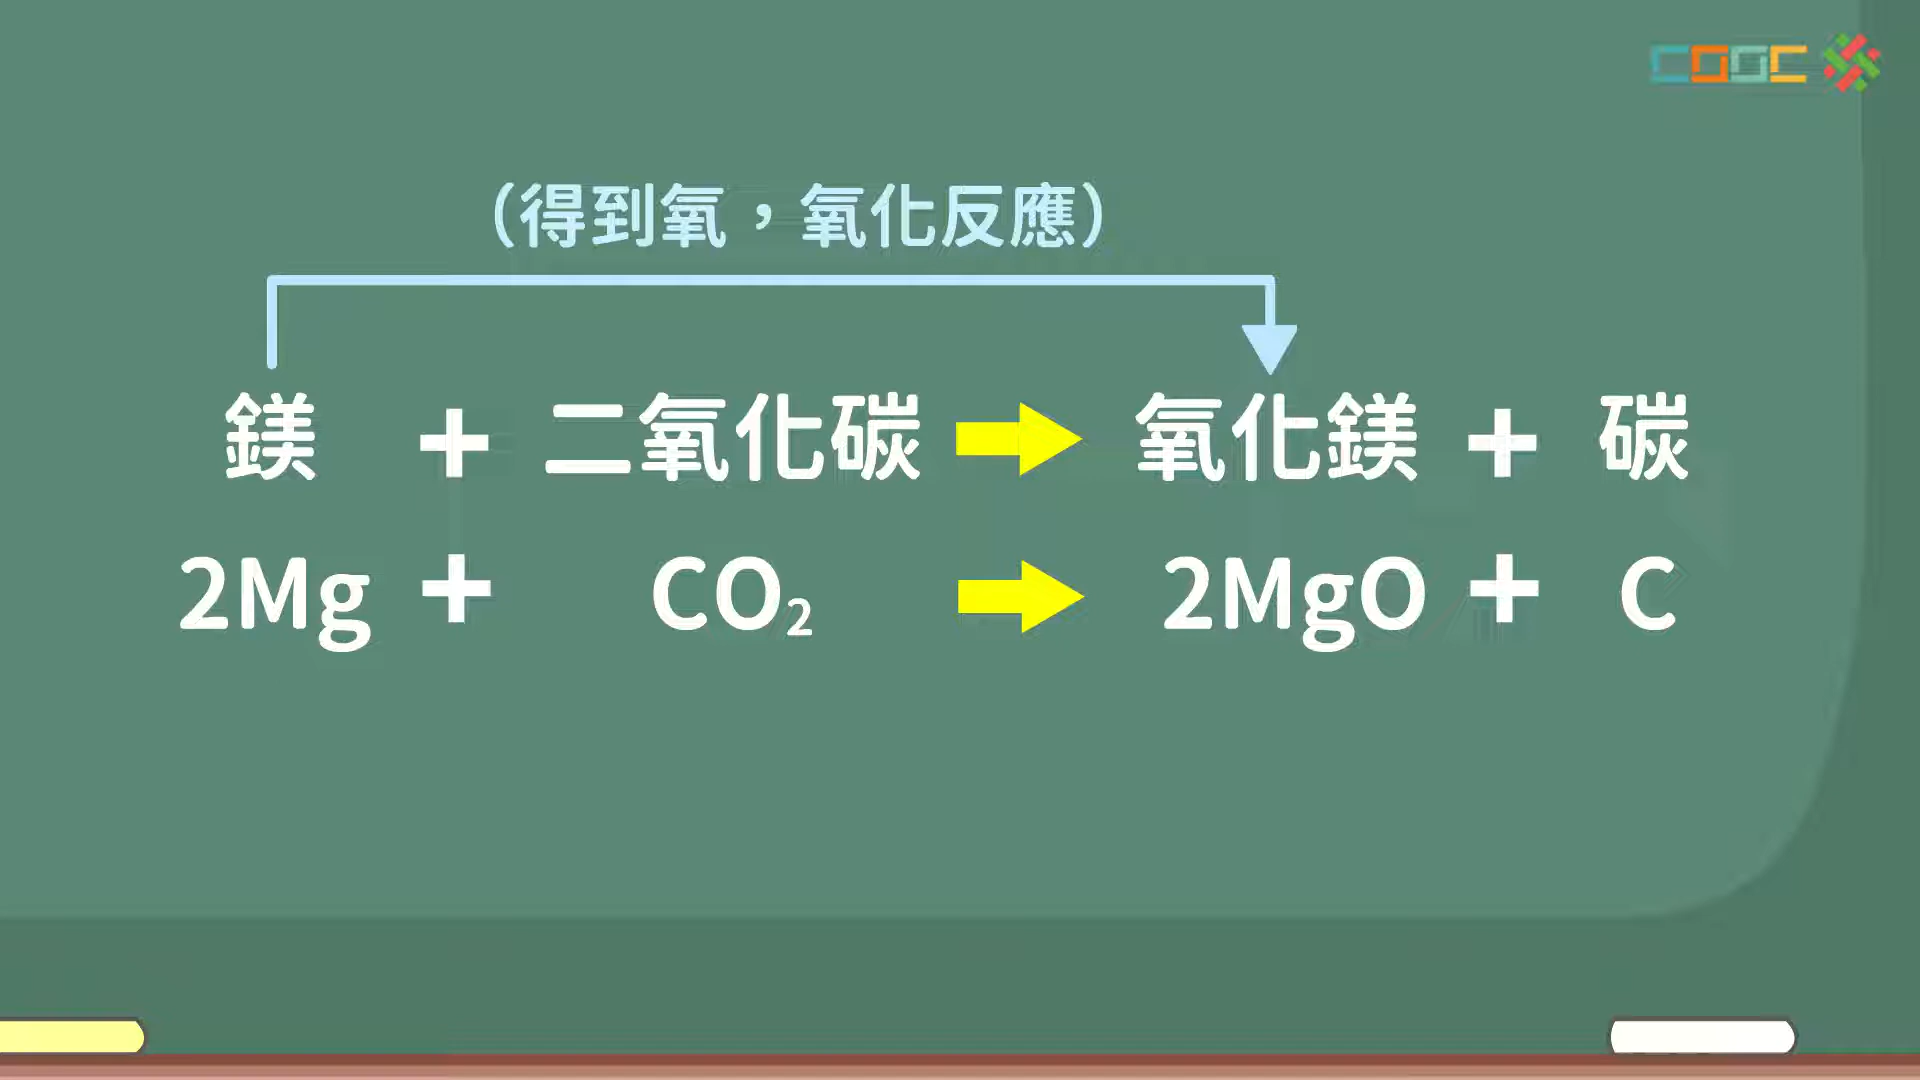 COOC
(得到氧，氧化反應)
鎂 + 二氧化碳 → 氧化鎂 + 碳
2Mg + CO₂ → 2MgO + C